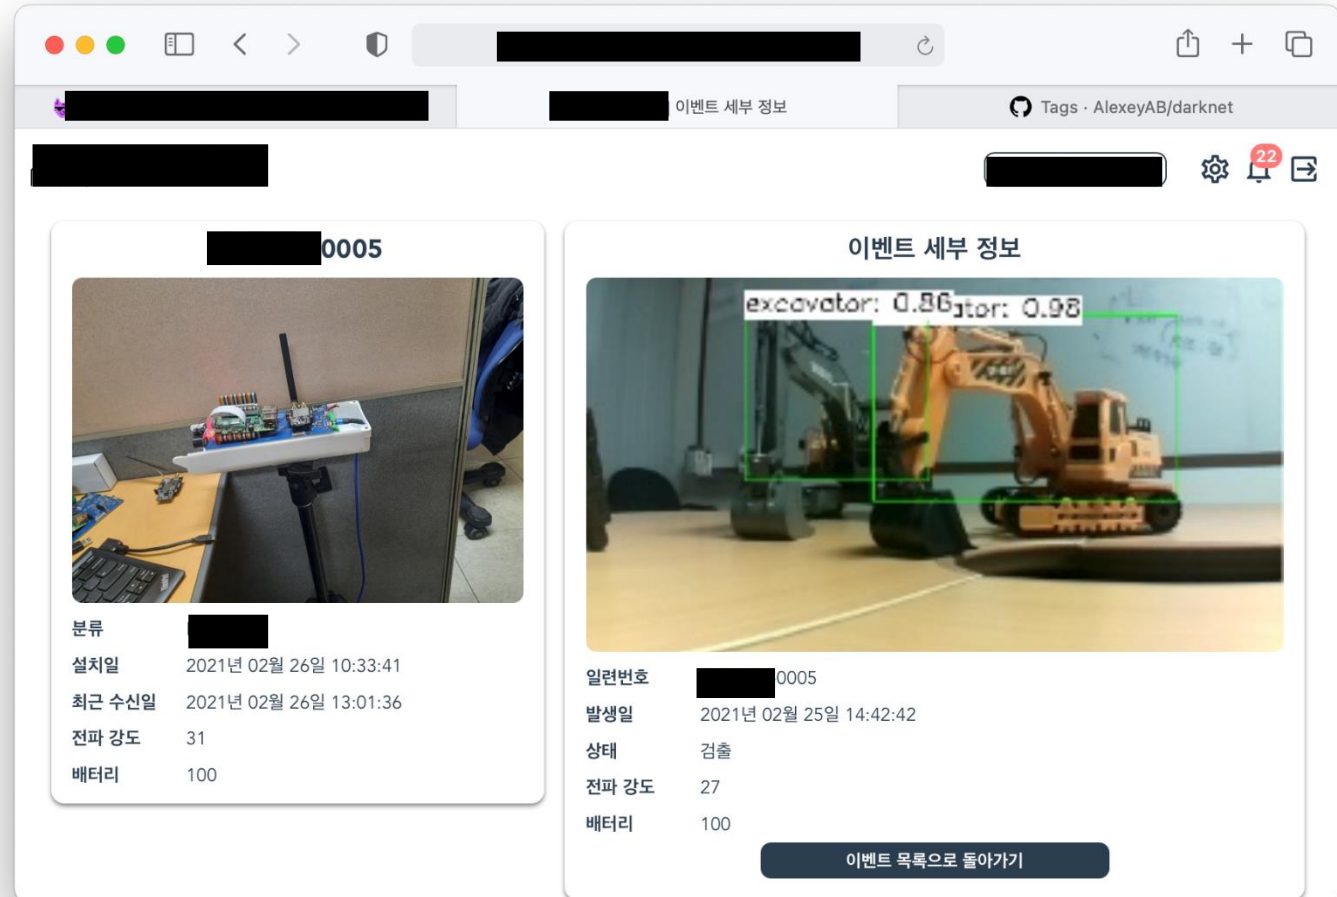 이벤트 세부 정보
Tags · AlexeyAB/darknet
22
0005
분류
설치일 2021년 02월 26일 10:33:41
최근 수신일 2021년 02월 26일 13:01:36
전파 강도 31
배터리 100
이벤트 세부 정보
excavator: 0.86
ator: 0.98
일련번호 0005
발생일 2021년 02월 25일 14:42:42
상태 검출
전파 강도 27
배터리 100
이벤트 목록으로 돌아가기